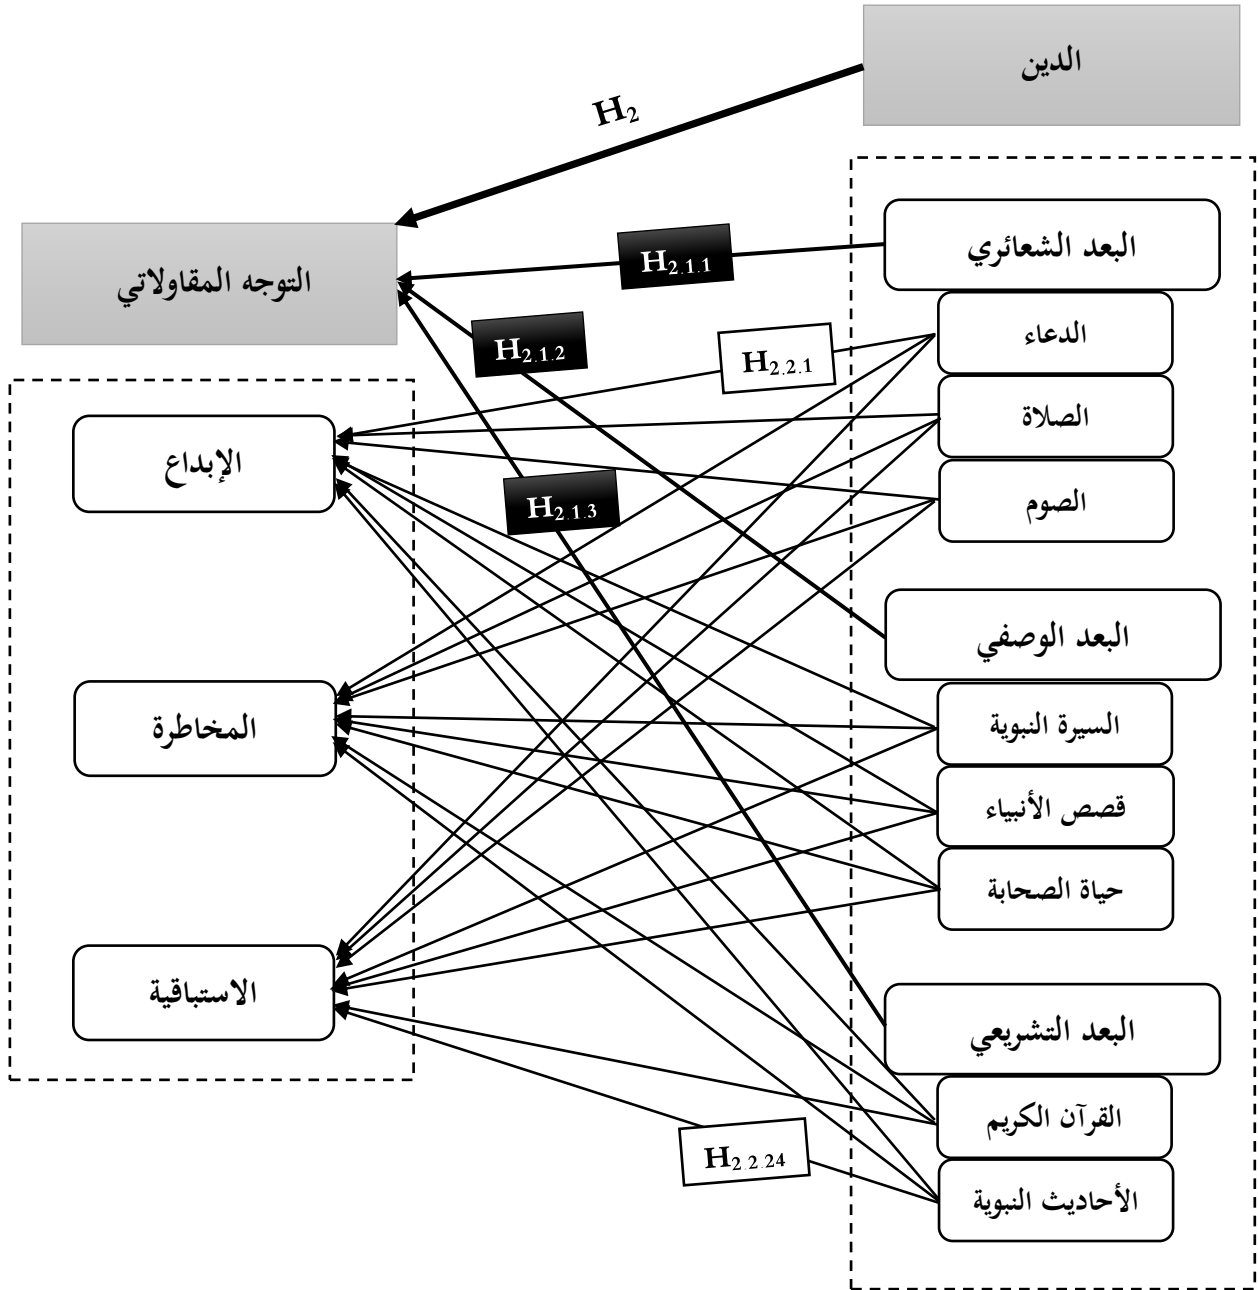 الدين
H2
البعد الشعائري
H2.1.1
التوجه المقاولاتي
الدعاء
H2.1.2
H2.2.1
الصلاة
الإبداع
الصوم
H2.1.3
البعد الوصفي
السيرة النبوية
المخاطرة
قصص الأنبياء
حياة الصحابة
الاستباقية
البعد التشريعي
القرآن الكريم
H2.2.24
الأحاديث النبوية